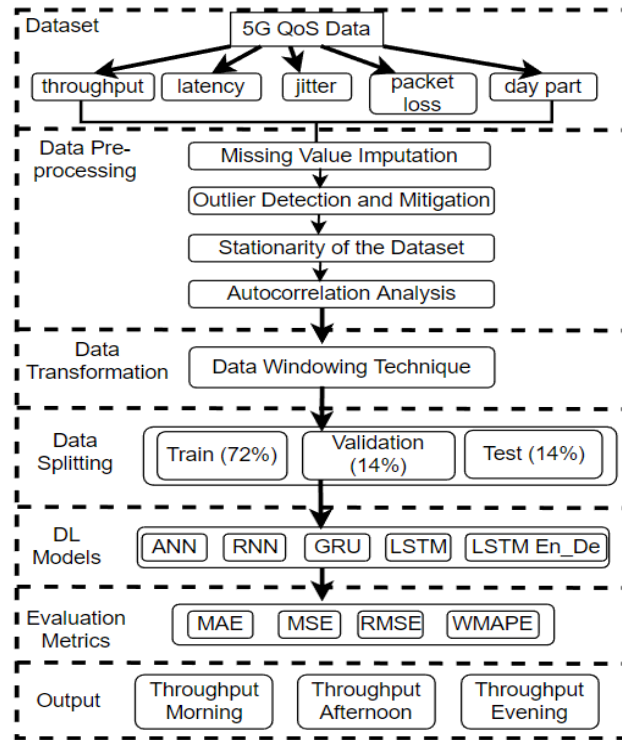 Dataset
5G QoS Data
throughput
latency
jitter
packet
loss
day part
Data Pre-
processing
Missing Value Imputation
Outlier Detection and Mitigation
Stationarity of the Dataset
Autocorrelation Analysis
Data
Transformation
Data Windowing Technique
Data
Splitting
Train (72%)
Validation
(14%)
Test (14%)
DL
Models
ANN
RNN
GRU
LSTM
LSTM En_De
Evaluation
Metrics
MAE
MSE
RMSE
WMAPE
Output
Throughput
Morning
Throughput
Afternoon
Throughput
Evening